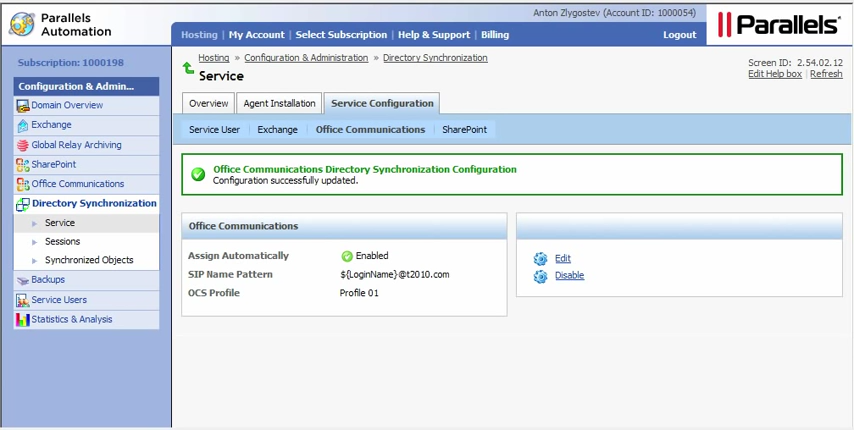 Parallels
Automation
Anton Zlygostev (Account ID: 1000054)
Hosting | My Account | Select Subscription | Help & Support | Billing
Logout
Parallels®
Subscription: 1000198
Configuration & Admin...
Domain Overview
Exchange
Global Relay Archiving
SharePoint
Office Communications
Directory Synchronization
Service
Sessions
Synchronized Objects
Backups
Service Users
Statistics & Analysis
Hosting » Configuration & Administration » Directory Synchronization
Service
Screen ID: 2.54.02.12
Edit Help box | Refresh
Overview Agent Installation Service Configuration
Service User Exchange Office Communications SharePoint
Office Communications Directory Synchronization Configuration
Configuration successfully updated.
Office Communications
Assign Automatically Enabled
SIP Name Pattern ${LoginName}@t2010.com
OCS Profile Profile 01
Edit
Disable